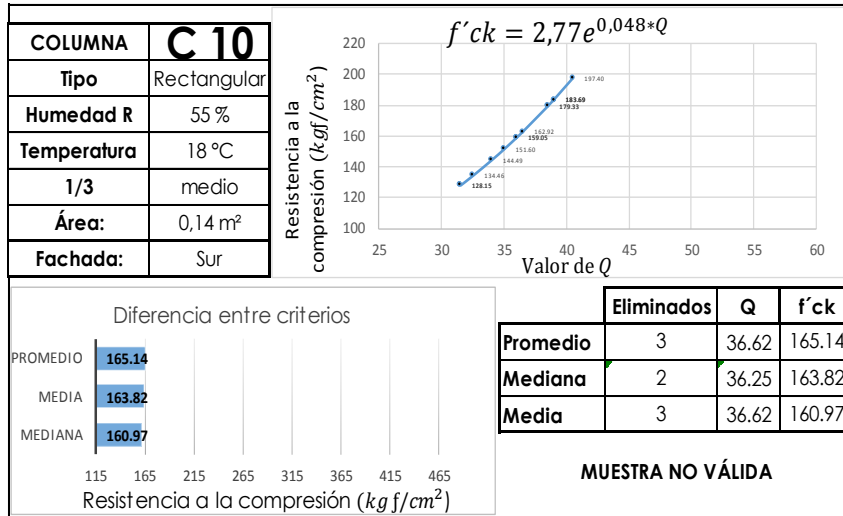 COLUMNA C 10
Tipo Rectangular
Humedad R 55 %
Temperatura 18 °C
1/3 medio
Área: 0,14 m²
Fachada: Sur
f´ck = 2,77e^0,048*Q
Resistencia a la
compresión (kgf/cm²)
220
200
180
160
140
120
100
197.40
183.69
179.33
162.92
159.05
151.60
144.49
134.46
128.15
25 30 35 40 45 50 55 60
Valor de Q
Diferencia entre criterios
PROMEDIO 165.14
MEDIA 163.82
MEDIANA 160.97
115 165 215 265 315 365 415 465
Resistencia a la compresión (kg f/cm²)
Eliminados Q f´ck
Promedio 3 36.62 165.14
Mediana 2 36.25 163.82
Media 3 36.62 160.97
MUESTRA NO VÁLIDA